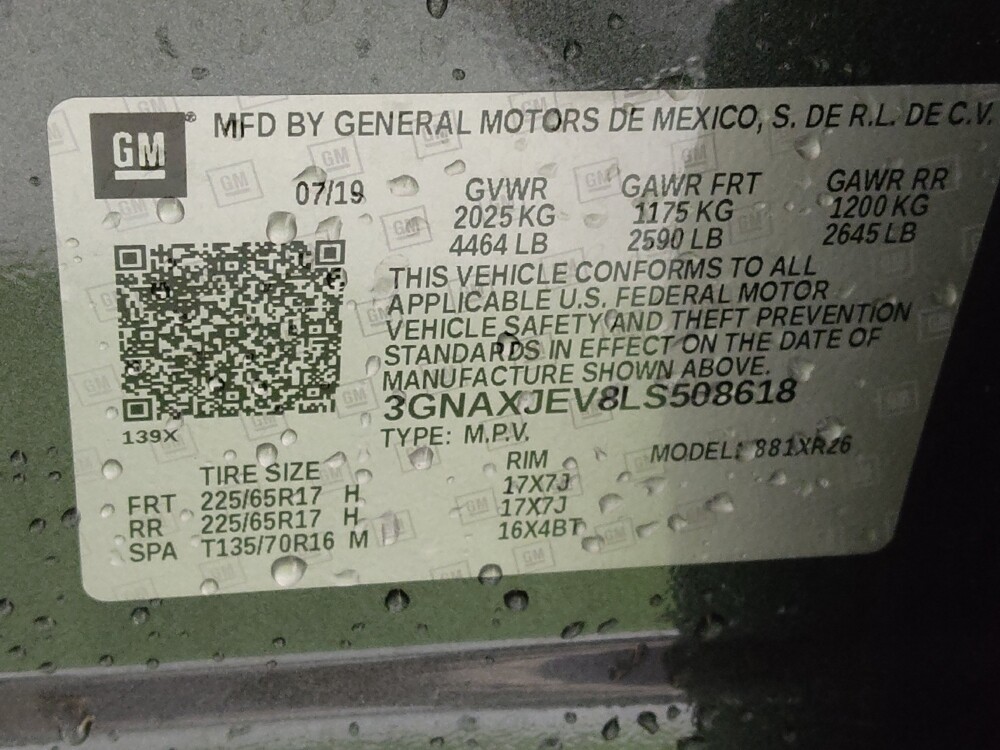 GM® MFD BY GENERAL MOTORS DE MEXICO, S. DE R.L. DE C.V.
07/19 GVWR GAWR FRT GAWR RR
2025 KG 1175 KG 1200 KG
4464 LB 2590 LB 2645 LB
THIS VEHICLE CONFORMS TO ALL
APPLICABLE U.S. FEDERAL MOTOR
VEHICLE SAFETY AND THEFT PREVENTION
STANDARDS IN EFFECT ON THE DATE OF
MANUFACTURE SHOWN ABOVE.
3GNAXJEV8LS508618
139X TYPE: M.P.V.
TIRE SIZE RIM MODEL: 881XR26
FRT 225/65R17 H 17X7J
RR 225/65R17 H 17X7J
SPA T135/70R16 M 16X4BT